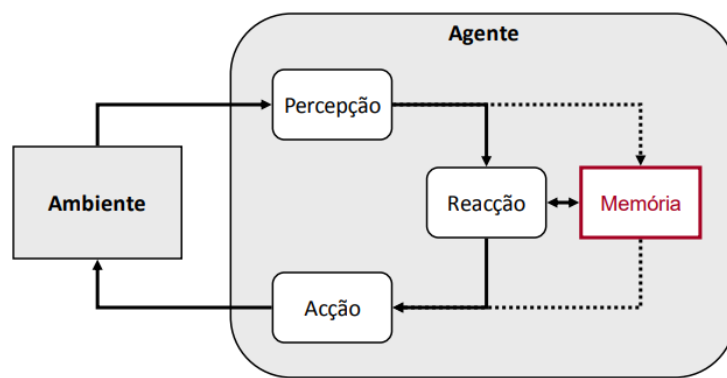 Agente
Percepção
Ambiente
Reacção
Memória
Acção